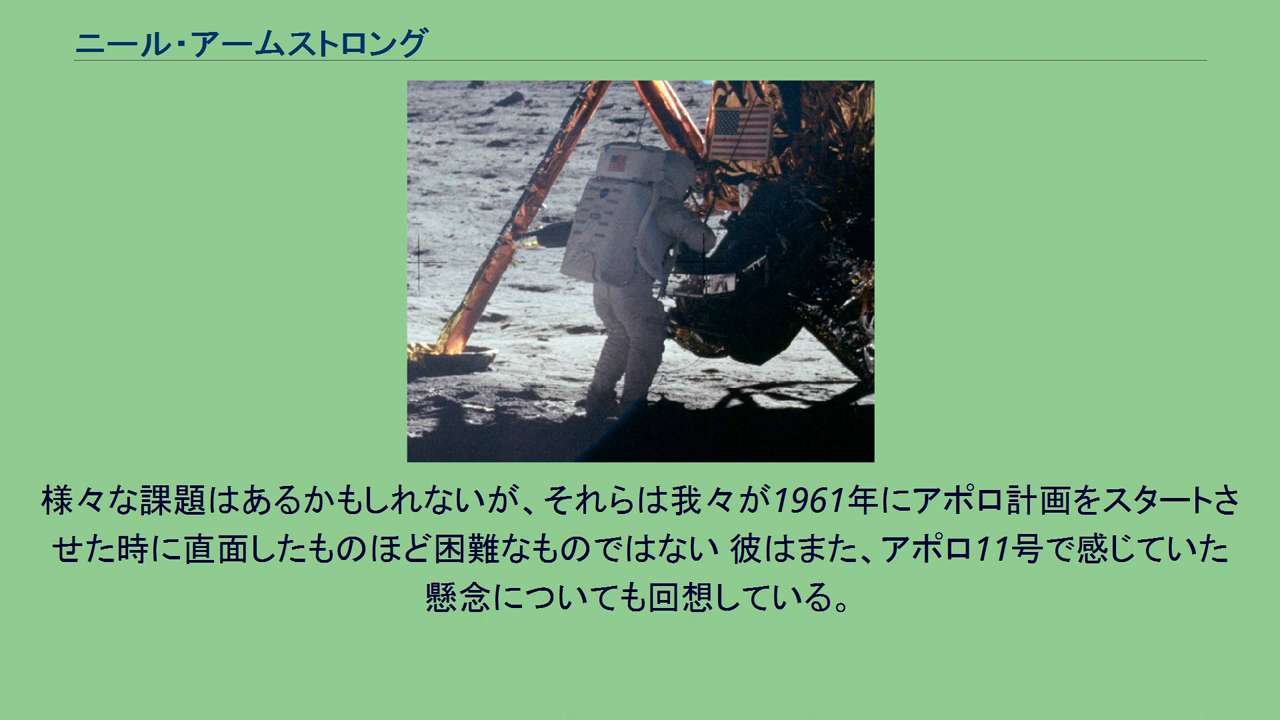 ニール・アームストロング
様々な課題はあるかもしれないが、それらは我々が1961年にアポロ計画をスタートさ
せた時に直面したものほど困難なものではない 彼はまた、アポロ11号で感じていた
懸念についても回想している。